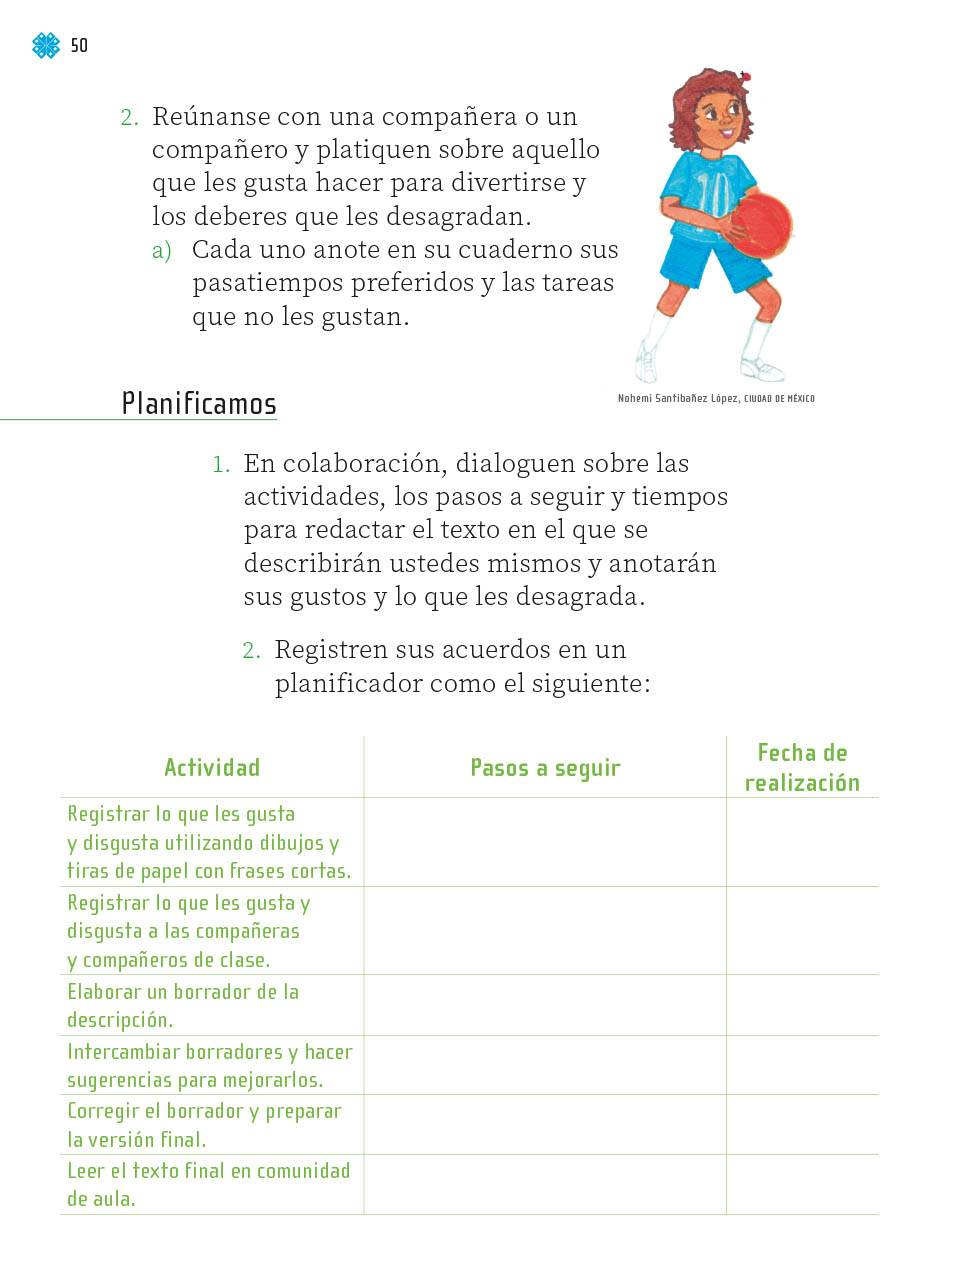 50
2. Reúnanse con una compañera o un
compañero y platiquen sobre aquello
que les gusta hacer para divertirse y
los deberes que les desagradan.
a) Cada uno anote en su cuaderno sus
pasatiempos preferidos y las tareas
que no les gustan.
10
Nohemi Santibañez López, CIUDAD DE MÉXICO
Planificamos
1. En colaboración, dialoguen sobre las
actividades, los pasos a seguir y tiempos
para redactar el texto en el que se
describirán ustedes mismos y anotarán
sus gustos y lo que les desagrada.
2. Registren sus acuerdos en un
planificador como el siguiente:
Actividad
Pasos a seguir
Fecha de
realización
Registrar lo que les gusta
y disgusta utilizando dibujos y
tiras de papel con frases cortas.
Registrar lo que les gusta y
disgusta a las compañeras
y compañeros de clase.
Elaborar un borrador de la
descripción.
Intercambiar borradores y hacer
sugerencias para mejorarlos.
Corregir el borrador y preparar
la versión final.
Leer el texto final en comunidad
de aula.